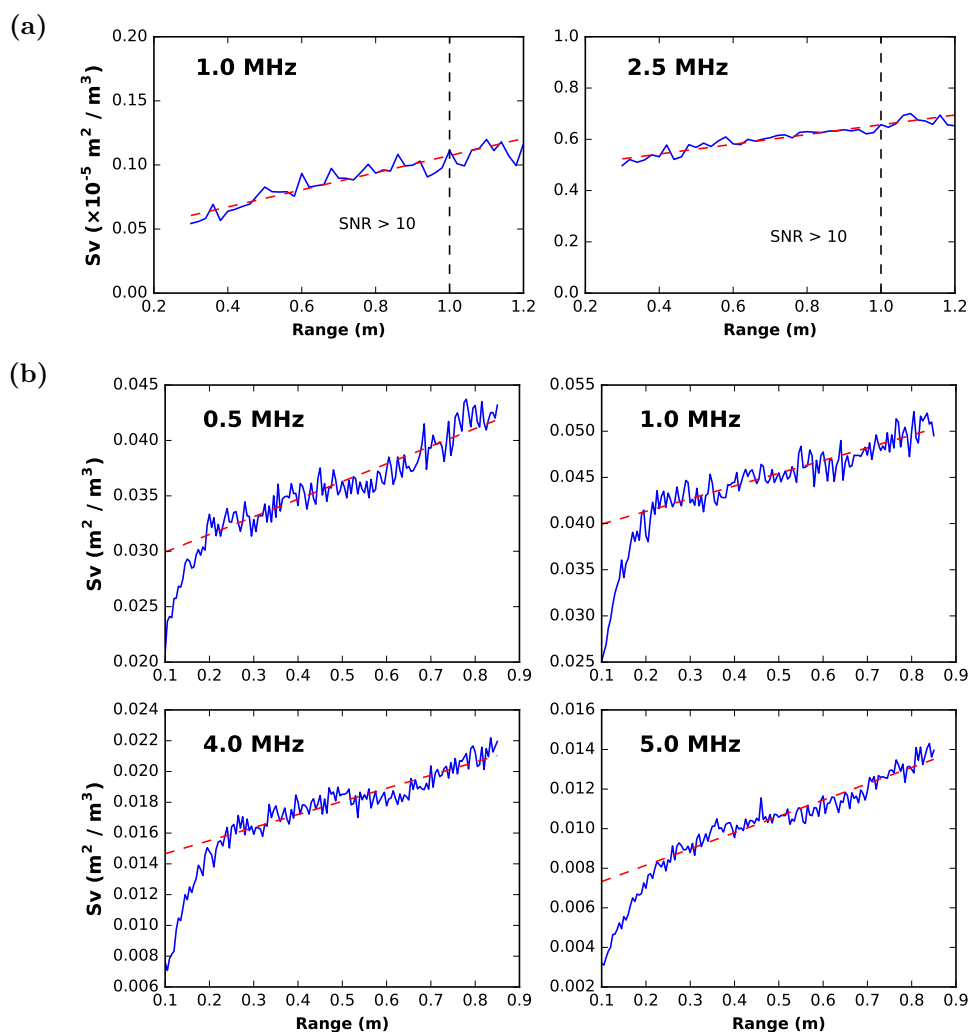 (a)
1.0 MHz
2.5 MHz
Sv (×10⁻⁵ m² / m³)
0.20
0.15
0.10
0.05
0.00
1.0
0.8
0.6
0.4
0.2
0.0
SNR > 10
SNR > 10
0.2 0.4 0.6 0.8 1.0 1.2
0.2 0.4 0.6 0.8 1.0 1.2
Range (m)
Range (m)
(b)
0.5 MHz
1.0 MHz
Sv (m² / m³)
0.045
0.040
0.035
0.030
0.025
0.020
0.055
0.050
0.045
0.040
0.035
0.030
0.025
0.1 0.2 0.3 0.4 0.5 0.6 0.7 0.8 0.9
0.1 0.2 0.3 0.4 0.5 0.6 0.7 0.8 0.9
4.0 MHz
5.0 MHz
Sv (m² / m³)
0.024
0.022
0.020
0.018
0.016
0.014
0.012
0.010
0.008
0.006
0.016
0.014
0.012
0.010
0.008
0.006
0.004
0.002
0.1 0.2 0.3 0.4 0.5 0.6 0.7 0.8 0.9
0.1 0.2 0.3 0.4 0.5 0.6 0.7 0.8 0.9
Range (m)
Range (m)